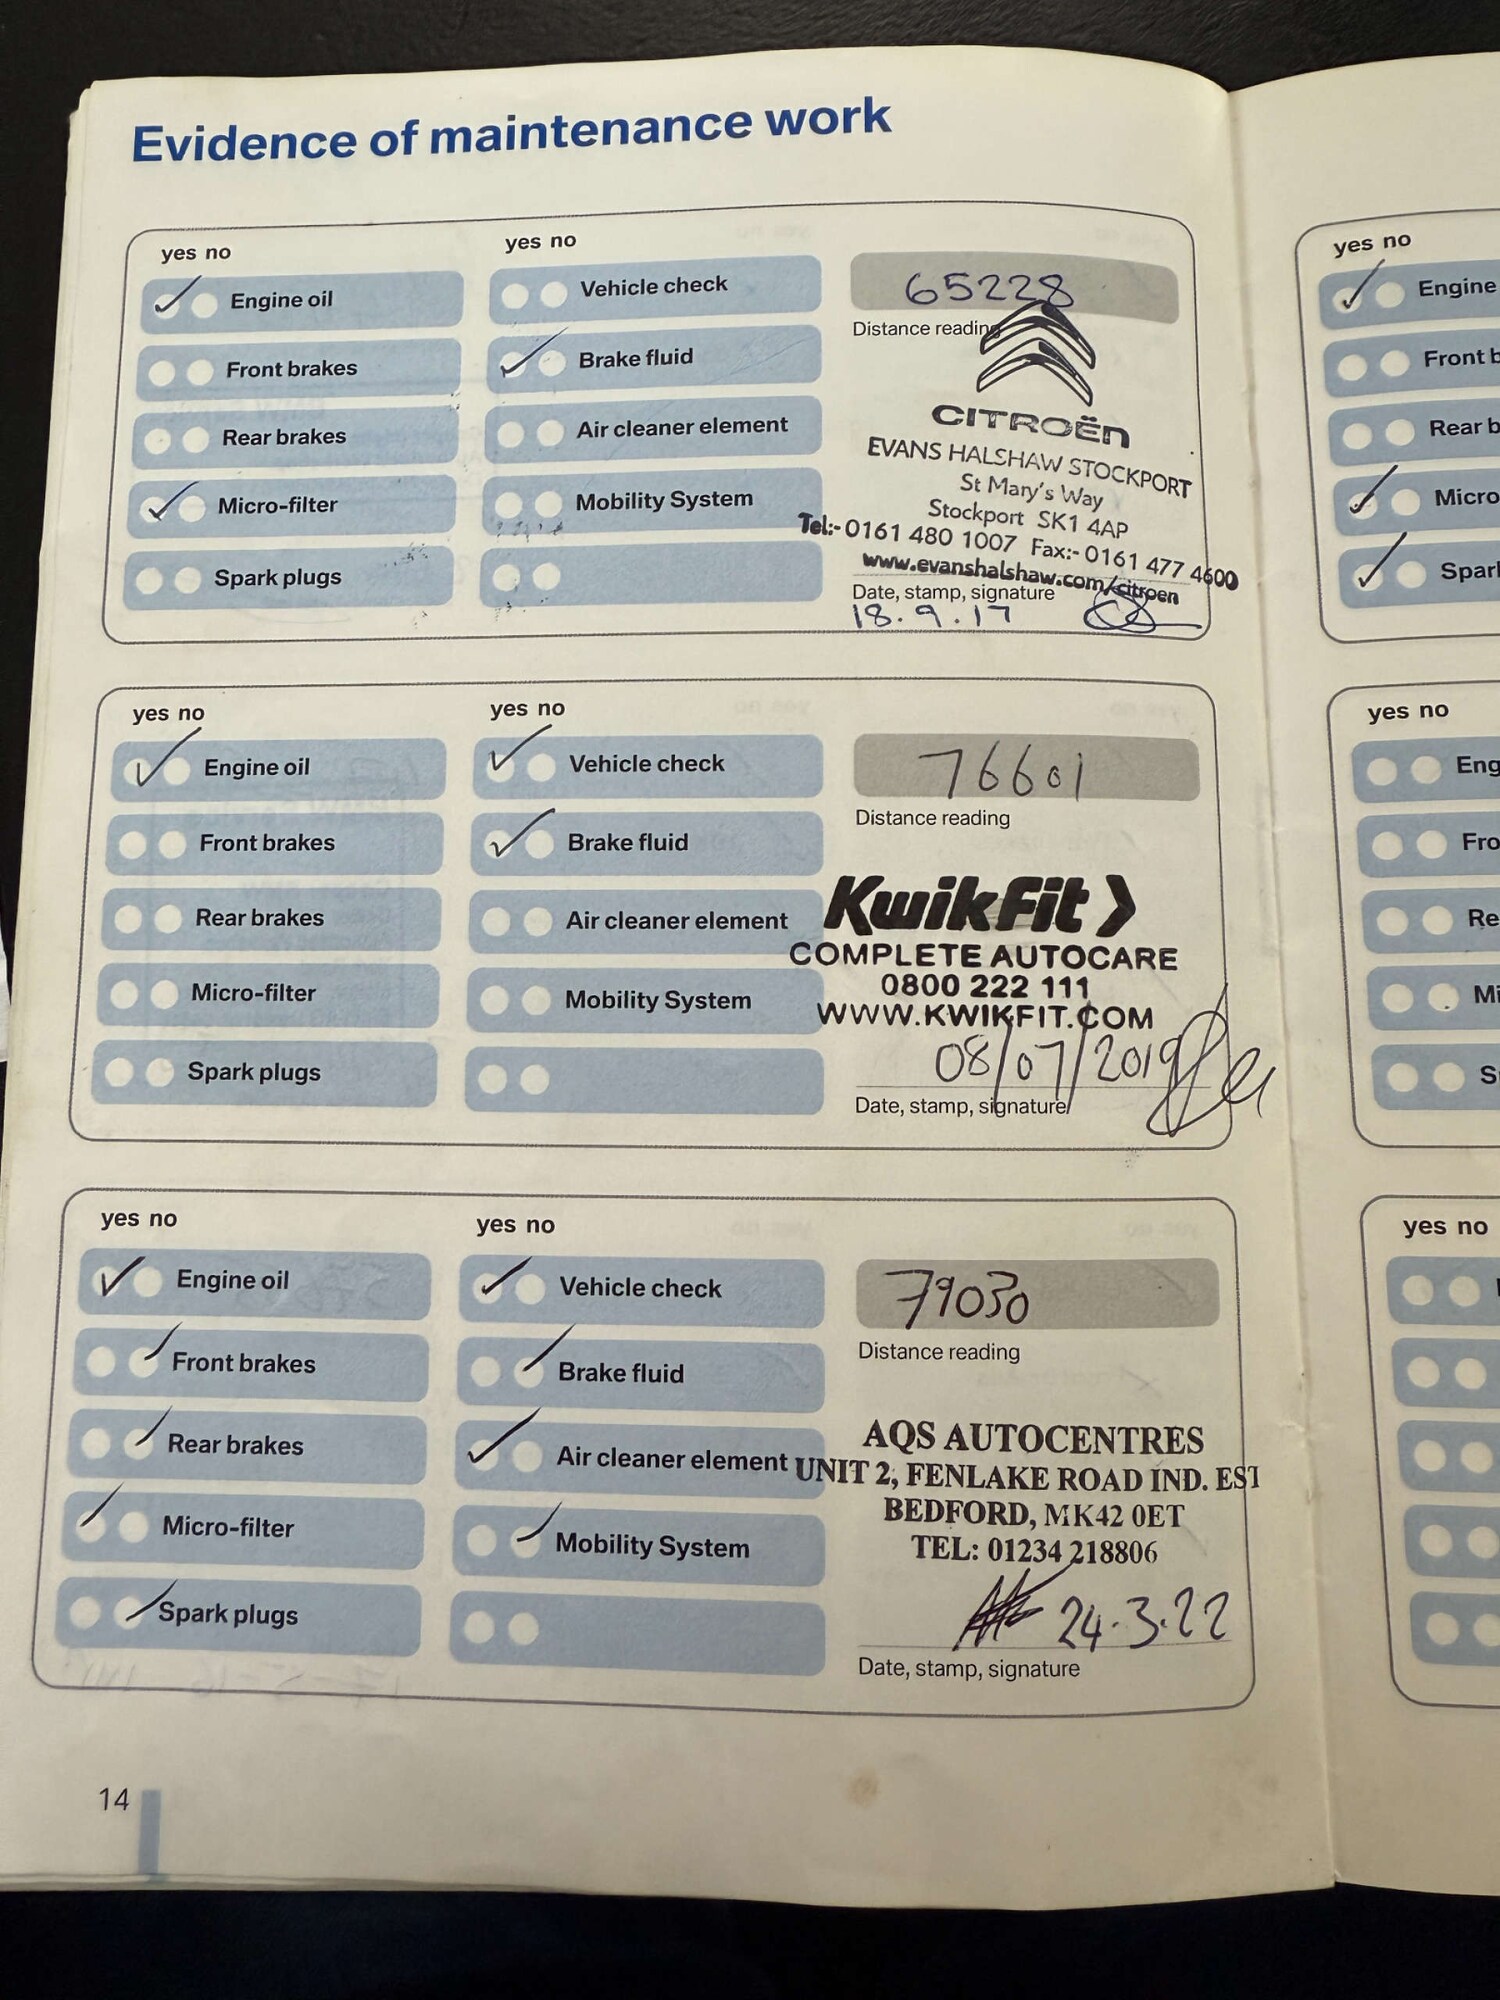 Evidence of maintenance work
yes no
Engine oil
Front brakes
Rear brakes
Micro-filter
Spark plugs
yes no
Vehicle check
Brake fluid
Air cleaner element
Mobility System
65228
Distance reading
CITROËN
EVANS HALSHAW STOCKPORT
St Mary's Way
Stockport SK1 4AP
Tel:- 0161 480 1007 Fax:- 0161 477 4600
www.evanshalshaw.com/citroen
Date, stamp, signature
18.9.17
yes no
Engine oil
Front brakes
Rear brakes
Micro-filter
Spark plugs
yes no
Vehicle check
Brake fluid
Air cleaner element
Mobility System
76601
Distance reading
KwikFit
COMPLETE AUTOCARE
0800 222 111
WWW.KWIKFIT.COM
08/07/2019
Date, stamp, signature
yes no
Engine oil
Front brakes
Rear brakes
Micro-filter
Spark plugs
yes no
Vehicle check
Brake fluid
Air cleaner element
Mobility System
79030
Distance reading
AQS AUTOCENTRES
UNIT 2, FENLAKE ROAD IND. EST
BEDFORD, MK42 0ET
TEL: 01234 218806
24.3.22
Date, stamp, signature
14
yes no
Engine
Front b
Rear b
Micro
Spark
yes no
Eng
Fro
Re
Mi
S
yes no